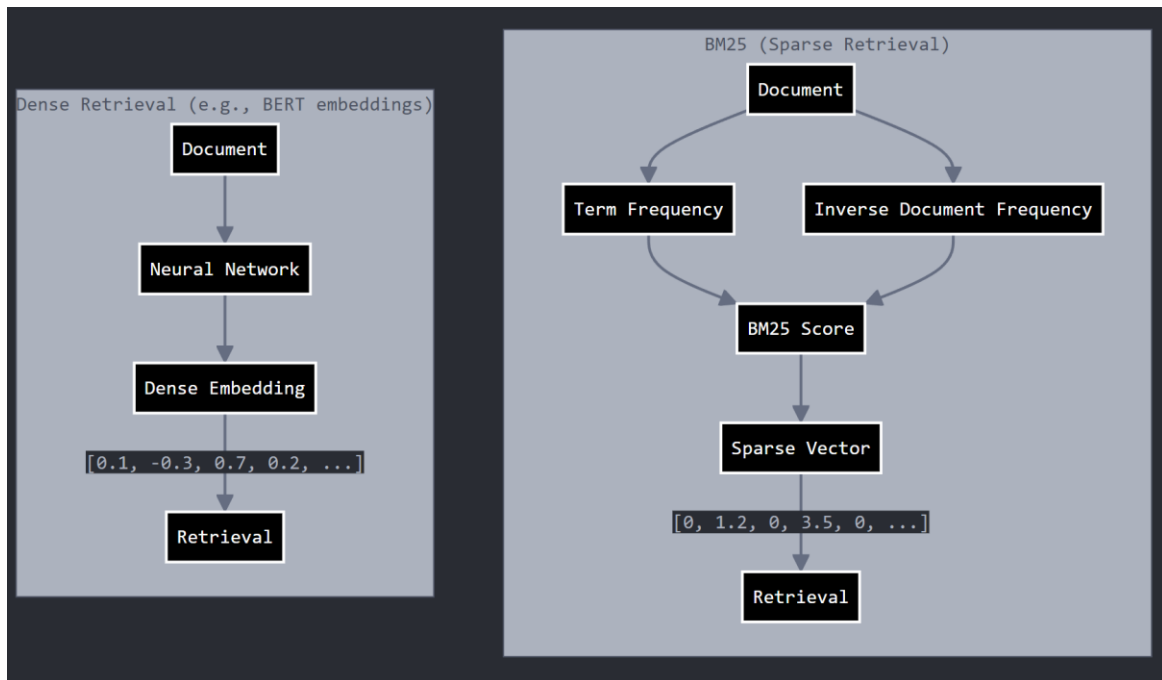 Dense Retrieval (e.g., BERT embeddings)
Document
Neural Network
Dense Embedding
[0.1, -0.3, 0.7, 0.2, ...]
Retrieval
BM25 (Sparse Retrieval)
Document
Term Frequency
Inverse Document Frequency
BM25 Score
Sparse Vector
[0, 1.2, 0, 3.5, 0, ...]
Retrieval